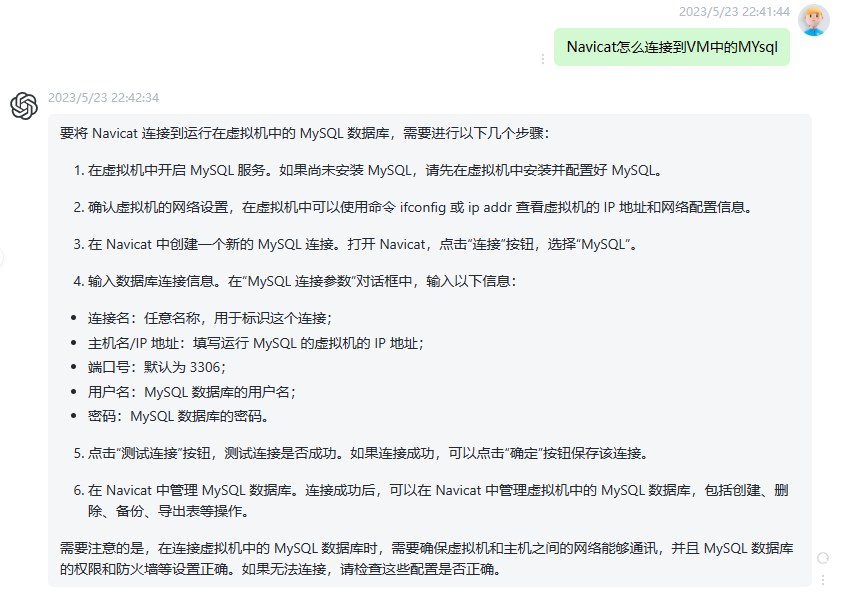 2023/5/23 22:41:44
Navicat怎么连接到VM中的MYsql
2023/5/23 22:42:34
要将 Navicat 连接到运行在虚拟机中的 MySQL 数据库，需要进行以下几个步骤：
1. 在虚拟机中开启 MySQL 服务。如果尚未安装 MySQL，请先在虚拟机中安装并配置好 MySQL。
2. 确认虚拟机的网络设置，在虚拟机中可以使用命令 ifconfig 或 ip addr 查看虚拟机的 IP 地址和网络配置信息。
3. 在 Navicat 中创建一个新的 MySQL 连接。打开 Navicat，点击“连接”按钮，选择“MySQL”。
4. 输入数据库连接信息。在“MySQL 连接参数”对话框中，输入以下信息：
• 连接名：任意名称，用于标识这个连接；
• 主机名/IP 地址：填写运行 MySQL 的虚拟机的 IP 地址；
• 端口号：默认为 3306；
• 用户名：MySQL 数据库的用户名；
• 密码：MySQL 数据库的密码。
5. 点击“测试连接”按钮，测试连接是否成功。如果连接成功，可以点击“确定”按钮保存该连接。
6. 在 Navicat 中管理 MySQL 数据库。连接成功后，可以在 Navicat 中管理虚拟机中的 MySQL 数据库，包括创建、删
除、备份、导出表等操作。
需要注意的是，在连接虚拟机中的 MySQL 数据库时，需要确保虚拟机和主机之间的网络能够通讯，并且 MySQL 数据库
的权限和防火墙等设置正确。如果无法连接，请检查这些配置是否正确。